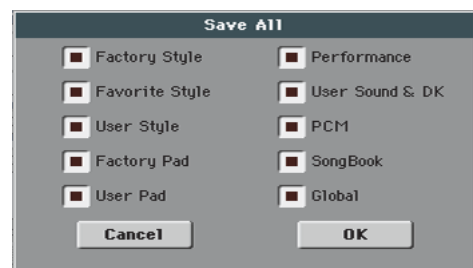 Save All
Factory Style
Performance
Favorite Style
User Sound & DK
User Style
PCM
Factory Pad
SongBook
User Pad
Global
Cancel
OK